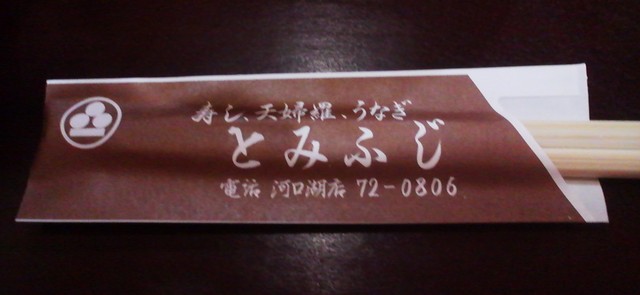 寿し、天婦羅、うなぎ
とみふじ
電話 河口湖店 72-0806